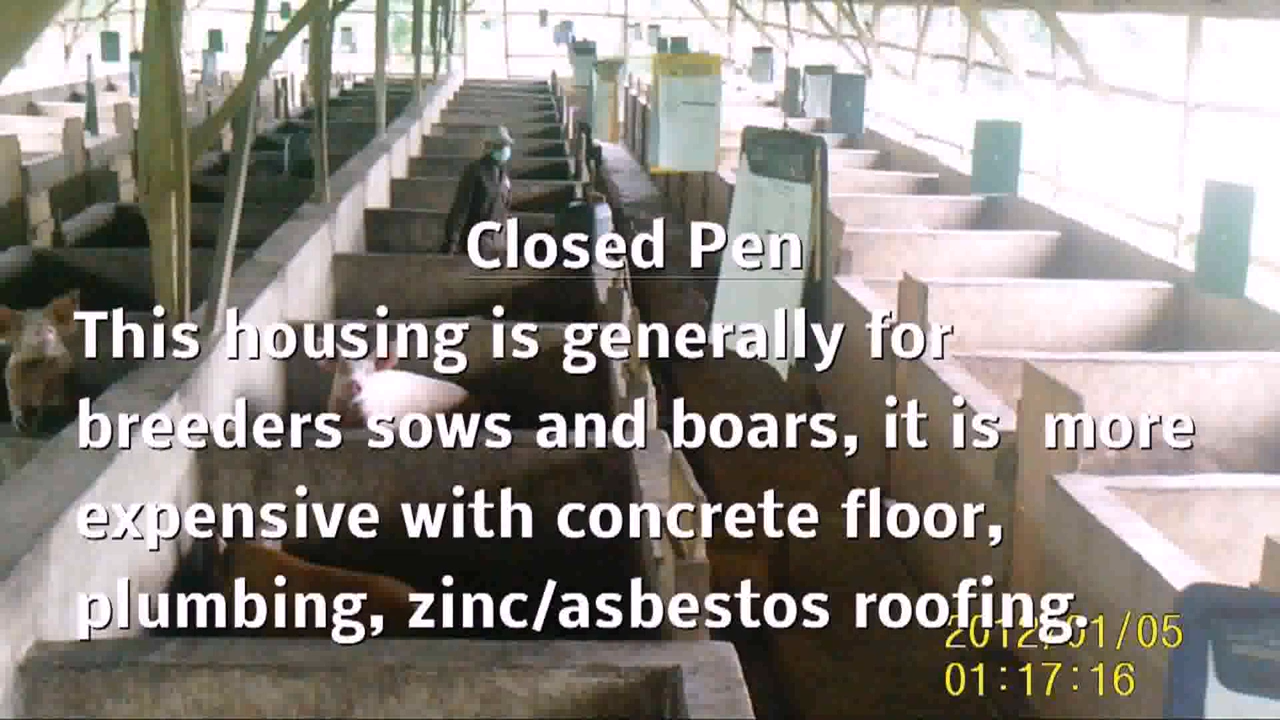 Closed Pen
This housing is generally for
breeders sows and boars, it is more
expensive with concrete floor,
plumbing, zinc/asbestos roofing.
2012/01/05
01:17:16